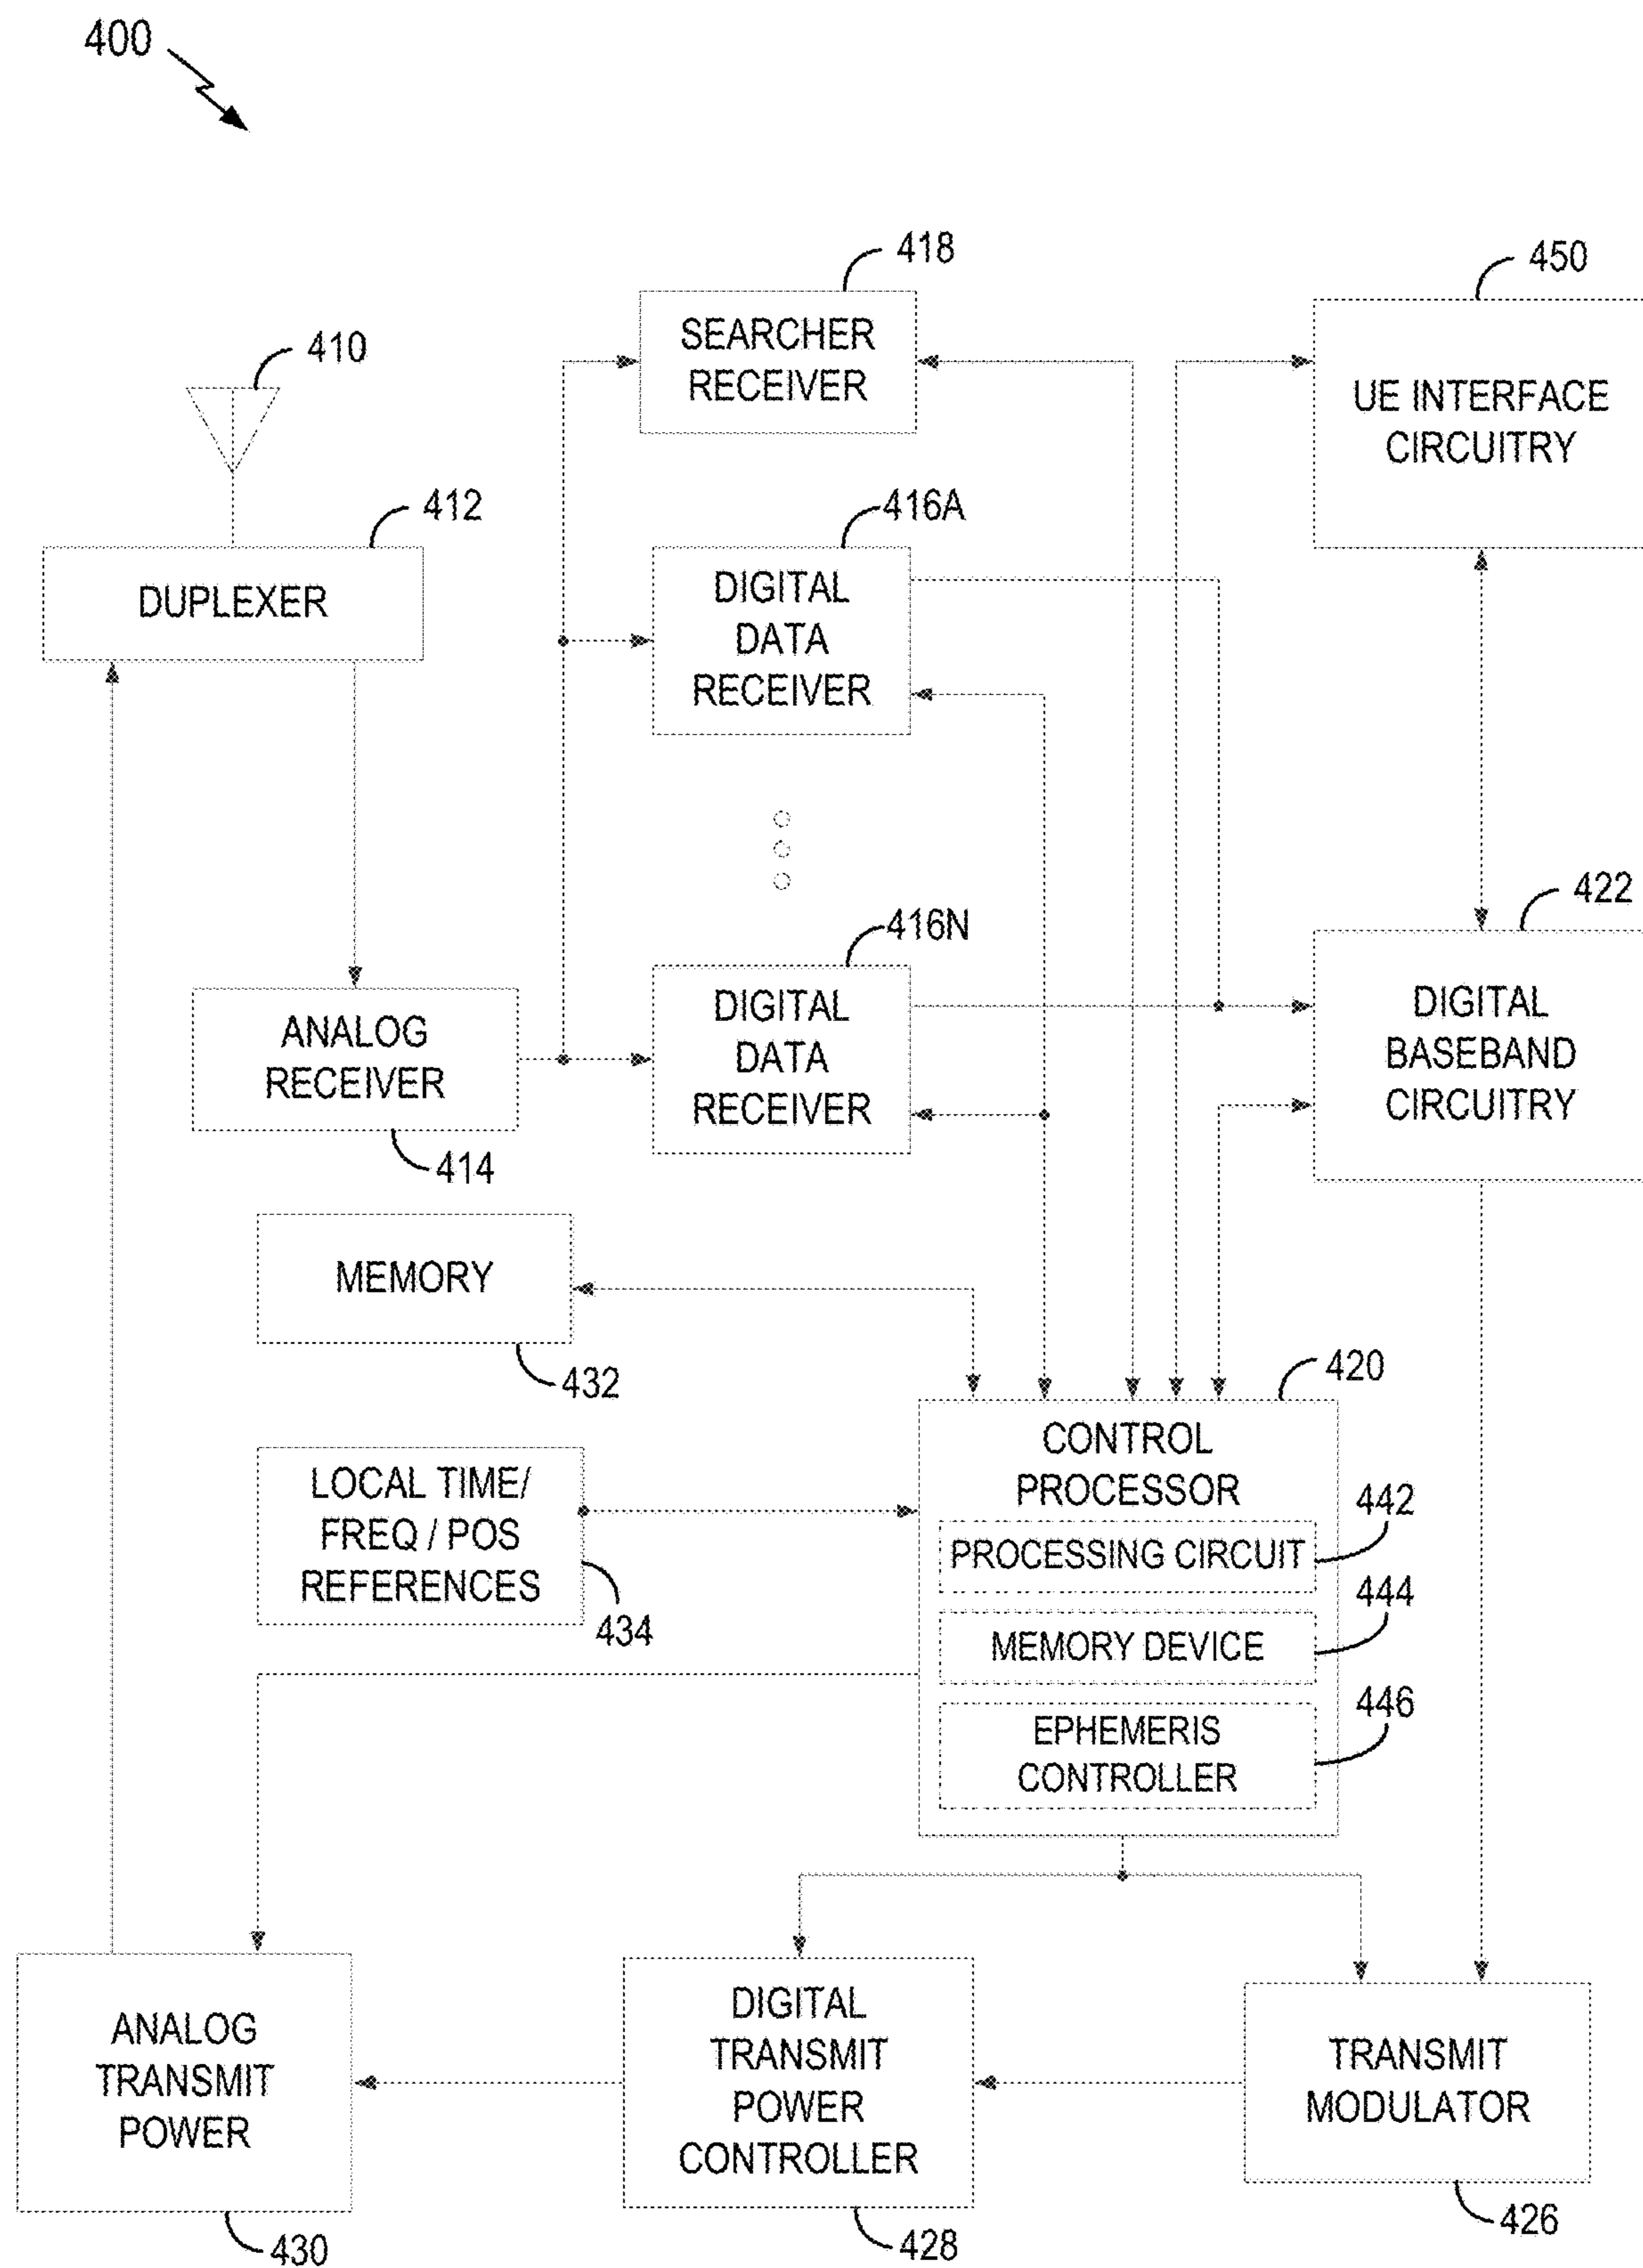 400
418
SEARCHER
RECEIVER
450
UE INTERFACE
CIRCUITRY
410
412
DUPLEXER
416A
DIGITAL
DATA
RECEIVER
416N
DIGITAL
DATA
RECEIVER
422
DIGITAL
BASEBAND
CIRCUITRY
ANALOG
RECEIVER
414
MEMORY
432
420
CONTROL
PROCESSOR
442
PROCESSING CIRCUIT
444
MEMORY DEVICE
446
EPHEMERIS
CONTROLLER
LOCAL TIME/
FREQ / POS
REFERENCES
434
ANALOG
TRANSMIT
POWER
430
DIGITAL
TRANSMIT
POWER
CONTROLLER
428
TRANSMIT
MODULATOR
426